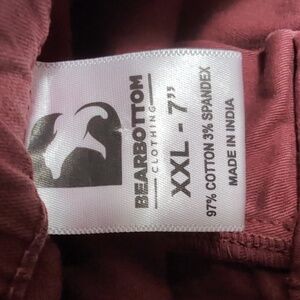 BEARBOTTOM
CLOTHING
XXL - 7"
97% COTTON 3% SPANDEX
MADE IN INDIA